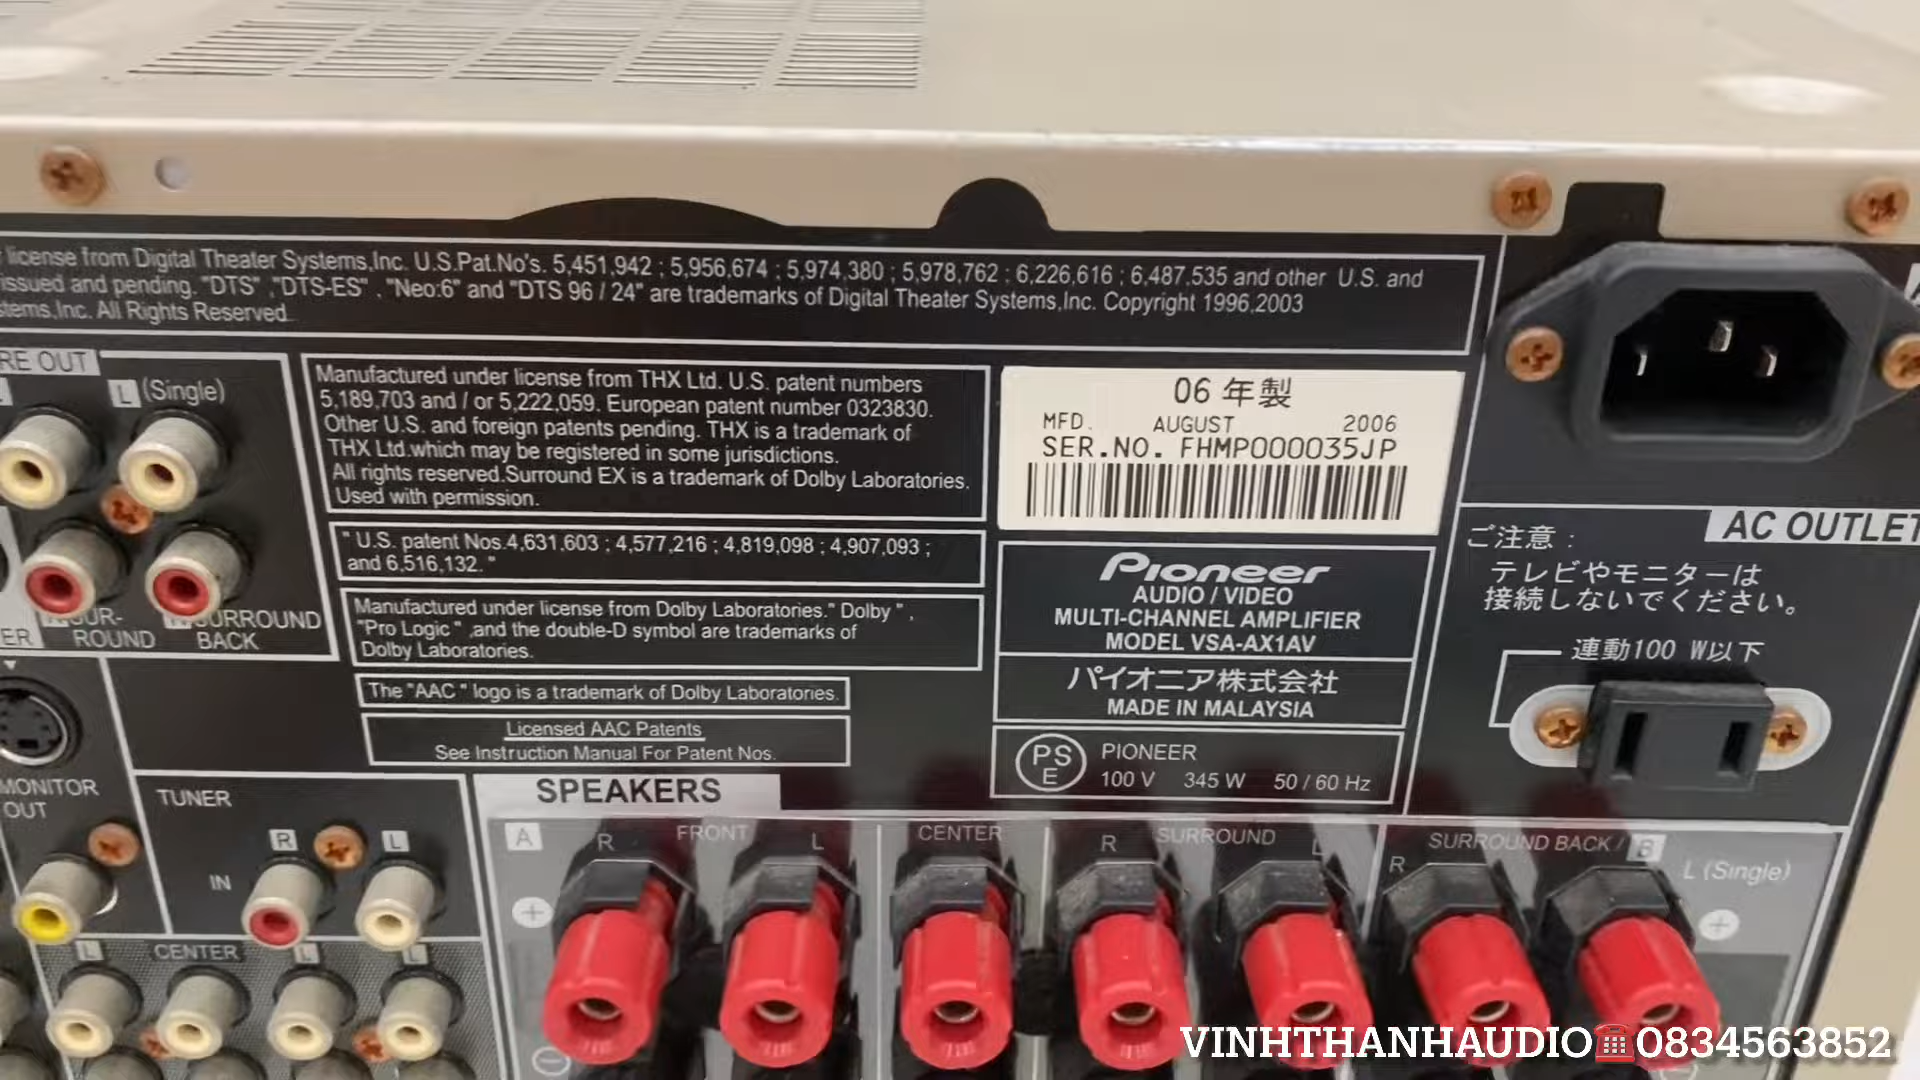 license from Digital Theater Systems,Inc. U.S.Pat.No's. 5,451,942 ; 5,956,674 ; 5,974,380 ; 5,978,762 ; 6,226,616 ; 6,487,535 and other U.S. and
issued and pending. "DTS" ,"DTS-ES" , "Neo:6" and "DTS 96 / 24" are trademarks of Digital Theater Systems,Inc. Copyright 1996,2003
stems,Inc. All Rights Reserved.
RE OUT
L (Single)
SUR-
ROUND
SURROUND
BACK
ER
Manufactured under license from THX Ltd. U.S. patent numbers
5,189,703 and / or 5,222,059. European patent number 0323830.
Other U.S. and foreign patents pending. THX is a trademark of
THX Ltd.which may be registered in some jurisdictions.
All rights reserved.Surround EX is a trademark of Dolby Laboratories.
Used with permission.
" U.S. patent Nos.4,631,603 ; 4,577,216 ; 4,819,098 ; 4,907,093 ;
and 6,516,132. "
Manufactured under license from Dolby Laboratories." Dolby ",
"Pro Logic " ,and the double-D symbol are trademarks of
Dolby Laboratories.
The "AAC " logo is a trademark of Dolby Laboratories.
Licensed AAC Patents
See Instruction Manual For Patent Nos.
06 年製
MFD. AUGUST 2006
SER.NO. FHMP000035JP
Pioneer
AUDIO / VIDEO
MULTI-CHANNEL AMPLIFIER
MODEL VSA-AX1AV
パイオニア株式会社
MADE IN MALAYSIA
PS
E
PIONEER
100 V 345 W 50 / 60 Hz
AC OUTLET
ご注意 :
テレビやモニターは
接続しないでください。
連動100 W以下
MONITOR
OUT
TUNER
R L
IN
L CENTER L L
SPEAKERS
A R FRONT L
CENTER
R SURROUND L
SURROUND BACK / B
R L (Single)
VINHTHANHAUDIO☎️0834563852